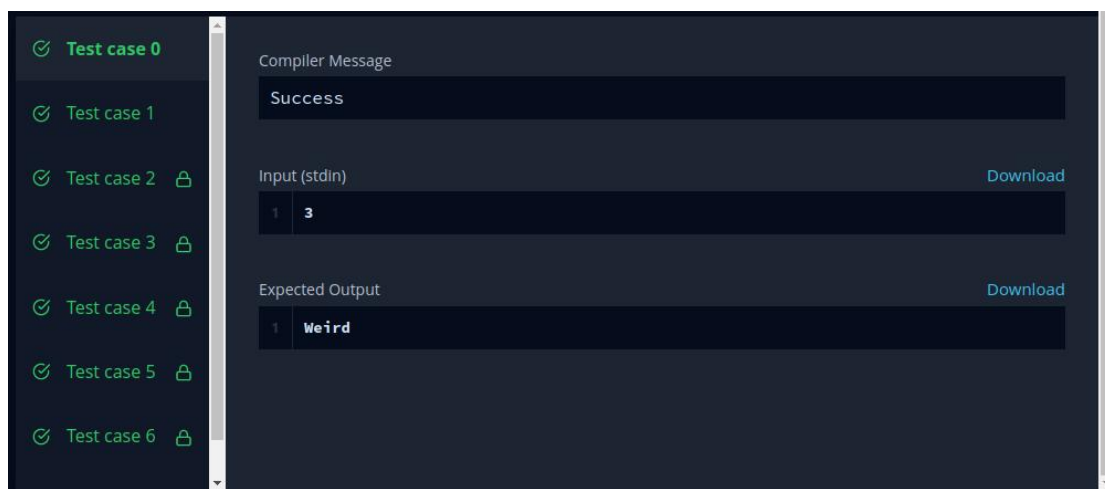 Test case 0
Test case 1
Test case 2
Test case 3
Test case 4
Test case 5
Test case 6
Compiler Message
Success
Input (stdin)
Download
1 3
Expected Output
Download
1 Weird